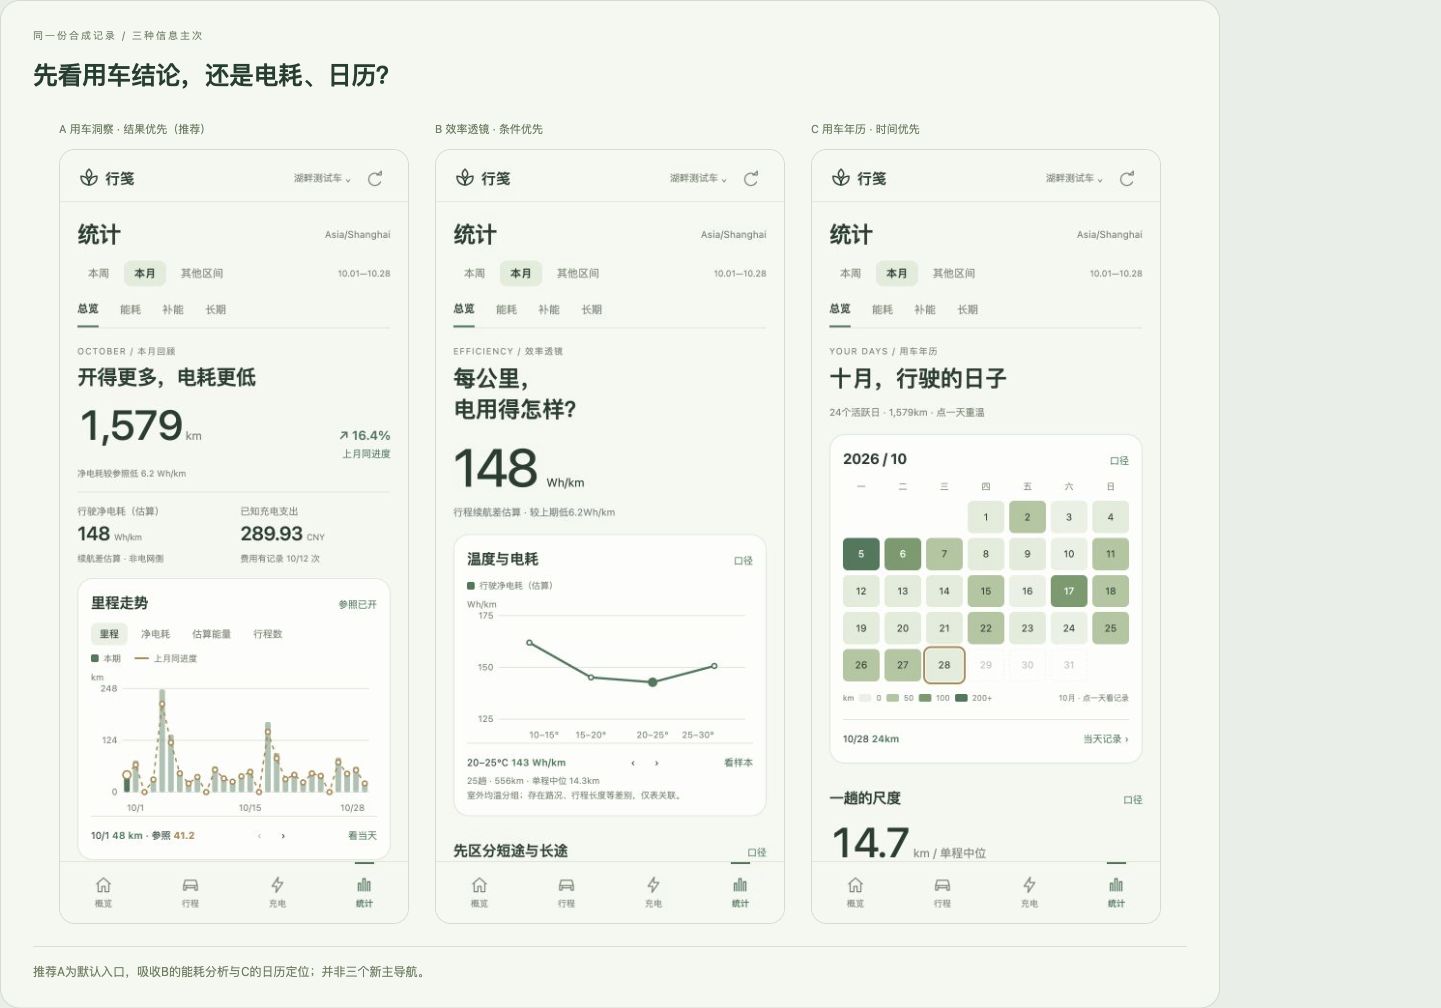 同一份合成记录 / 三种信息主次
先看用车结论，还是电耗、日历？
A 用车洞察 · 结果优先（推荐）
行笺
湖畔测试车
统计
Asia/Shanghai
本周 本月 其他区间 10.01—10.28
总览 能耗 补能 长期
OCTOBER / 本月回顾
开得更多，电耗更低
1,579 km
↗ 16.4%
上月同进度
净电耗较参照低 6.2 Wh/km
行驶净电耗（估算） 已知充电支出
148 Wh/km 289.93 CNY
续航差估算 · 非电网侧 费用有记录 10/12 次
里程走势 参照已开
里程 净电耗 估算能量 行程数
本期 上月同进度
km
248
124
0
10/1 10/15 10/28
10/1 48 km · 参照 41.2 ‹ › 看当天
概览 行程 充电 统计
B 效率透镜 · 条件优先
行笺
湖畔测试车
统计
Asia/Shanghai
本周 本月 其他区间 10.01—10.28
总览 能耗 补能 长期
EFFICIENCY / 效率透镜
每公里，
电用得怎样？
148 Wh/km
行程续航差估算 · 较上期低6.2Wh/km
温度与电耗 口径
行驶净电耗（估算）
Wh/km
175
150
125
10–15° 15–20° 20–25° 25–30°
20–25°C 143 Wh/km ‹ › 看样本
25趟 · 556km · 单程中位 14.3km
室外均温分组；存在路况、行程长度等差别，仅表关联。
先区分短途与长途 口径
概览 行程 充电 统计
C 用车年历 · 时间优先
行笺
湖畔测试车
统计
Asia/Shanghai
本周 本月 其他区间 10.01—10.28
总览 能耗 补能 长期
YOUR DAYS / 用车年历
十月，行驶的日子
24个活跃日 · 1,579km · 点一天重温
2026 / 10 口径
一 二 三 四 五 六 日
1 2 3 4
5 6 7 8 9 10 11
12 13 14 15 16 17 18
19 20 21 22 23 24 25
26 27 28 29 30 31
km 0 50 100 200+ 10月 · 点一天看记录
10/28 24km 当天记录 ›
一趟的尺度 口径
14.7 km / 单程中位
概览 行程 充电 统计
推荐A为默认入口，吸收B的能耗分析与C的日历定位；并非三个新主导航。